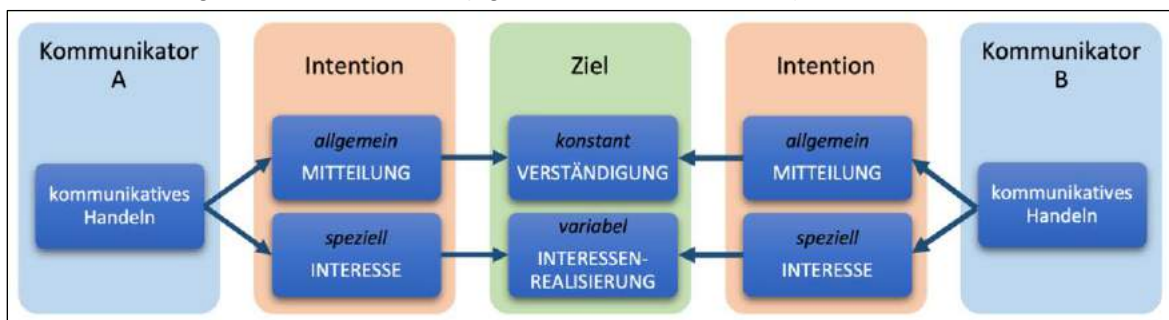 Kommunikator
A
kommunikatives
Handeln
Intention
allgemein
MITTEILUNG
speziell
INTERESSE
Ziel
konstant
VERSTÄNDIGUNG
variabel
INTERESSEN-
REALISIERUNG
Intention
allgemein
MITTEILUNG
speziell
INTERESSE
Kommunikator
B
kommunikatives
Handeln